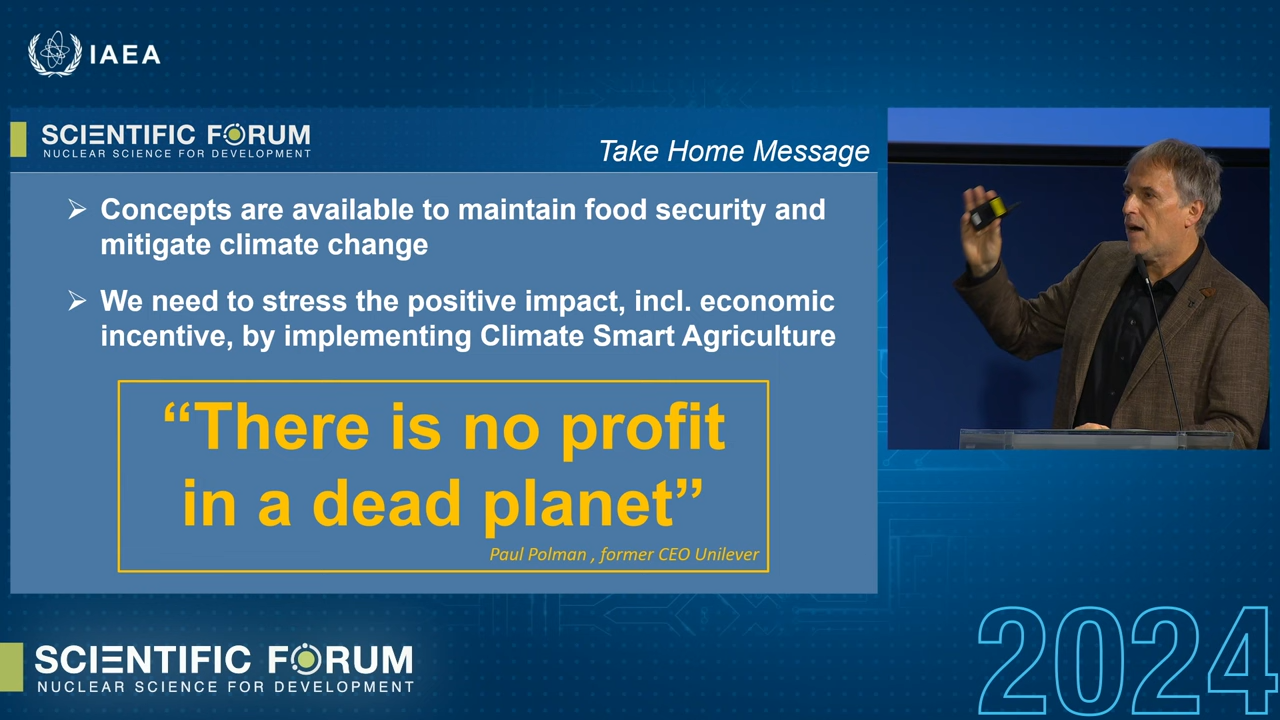 IAEA
SCIENTIFIC FORUM
NUCLEAR SCIENCE FOR DEVELOPMENT
Take Home Message
➢ Concepts are available to maintain food security and
mitigate climate change
➢ We need to stress the positive impact, incl. economic
incentive, by implementing Climate Smart Agriculture
“There is no profit
in a dead planet”
Paul Polman , former CEO Unilever
SCIENTIFIC FORUM
NUCLEAR SCIENCE FOR DEVELOPMENT
2024